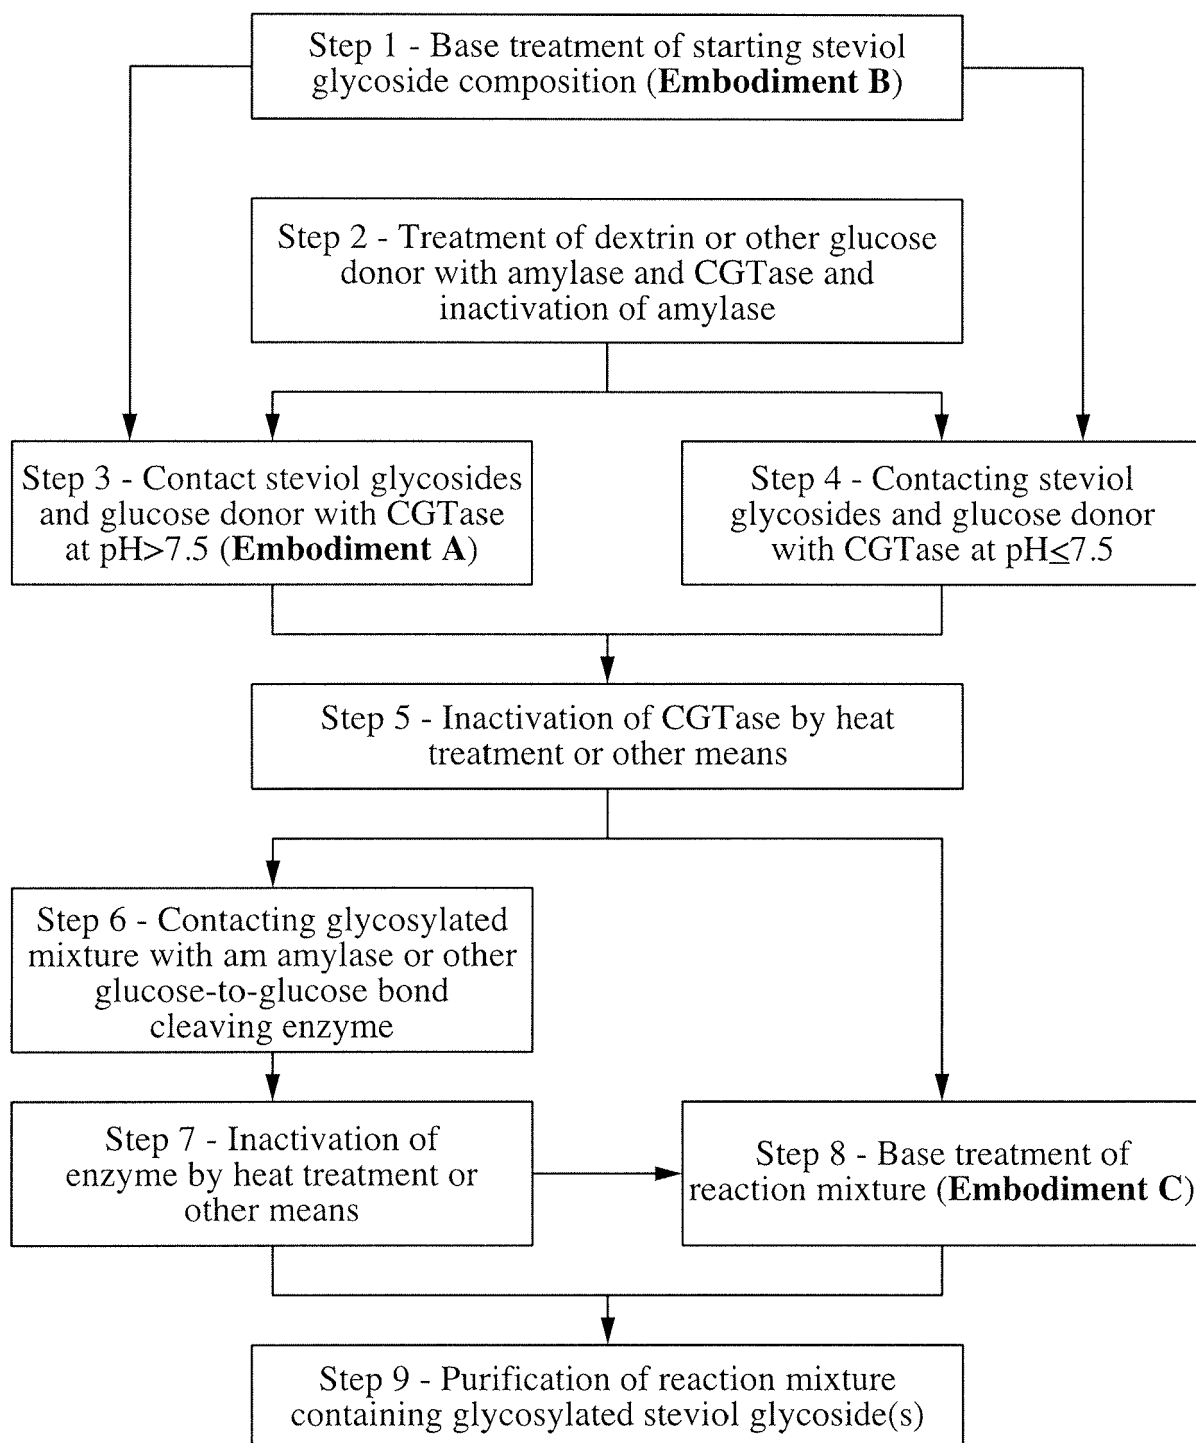 Step 1 - Base treatment of starting steviol
glycoside composition (Embodiment B)
Step 2 - Treatment of dextrin or other glucose
donor with amylase and CGTase and
inactivation of amylase
Step 3 - Contact steviol glycosides
and glucose donor with CGTase
at pH>7.5 (Embodiment A)
Step 4 - Contacting steviol
glycosides and glucose donor
with CGTase at pH≤7.5
Step 5 - Inactivation of CGTase by heat
treatment or other means
Step 6 - Contacting glycosylated
mixture with am amylase or other
glucose-to-glucose bond
cleaving enzyme
Step 7 - Inactivation of
enzyme by heat treatment or
other means
Step 8 - Base treatment of
reaction mixture (Embodiment C)
Step 9 - Purification of reaction mixture
containing glycosylated steviol glycoside(s)